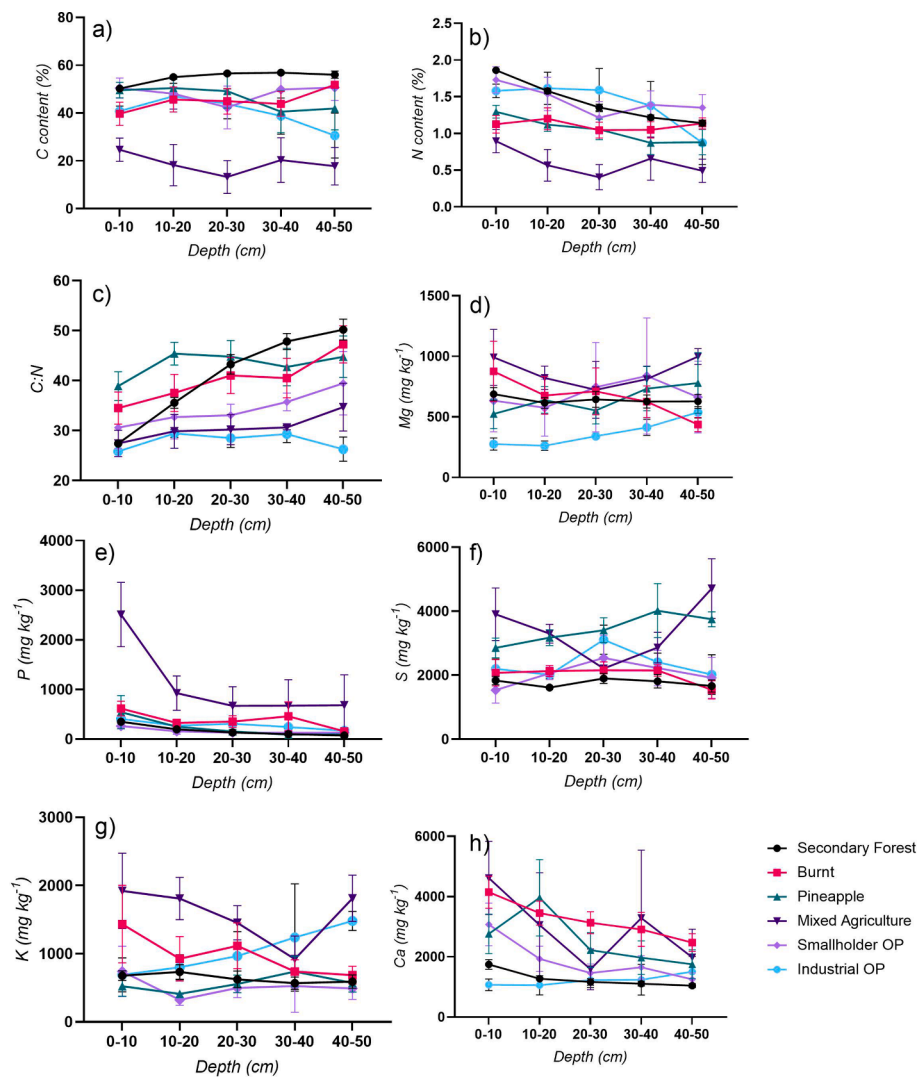 a)
C content (%)
80
60
40
20
0
0-10 10-20 20-30 30-40 40-50
Depth (cm)
b)
N content (%)
2.5
2.0
1.5
1.0
0.5
0.0
0-10 10-20 20-30 30-40 40-50
Depth (cm)
c)
C:N
60
50
40
30
20
0-10 10-20 20-30 30-40 40-50
Depth (cm)
d)
Mg (mg kg-1)
1500
1000
500
0
0-10 10-20 20-30 30-40 40-50
Depth (cm)
e)
P (mg kg-1)
4000
3000
2000
1000
0
0-10 10-20 20-30 30-40 40-50
Depth (cm)
f)
S (mg kg-1)
6000
4000
2000
0
0-10 10-20 20-30 30-40 40-50
Depth (cm)
g)
K (mg kg-1)
3000
2000
1000
0
0-10 10-20 20-30 30-40 40-50
Depth (cm)
h)
Ca (mg kg-1)
6000
4000
2000
0
0-10 10-20 20-30 30-40 40-50
Depth (cm)
Secondary Forest
Burnt
Pineapple
Mixed Agriculture
Smallholder OP
Industrial OP